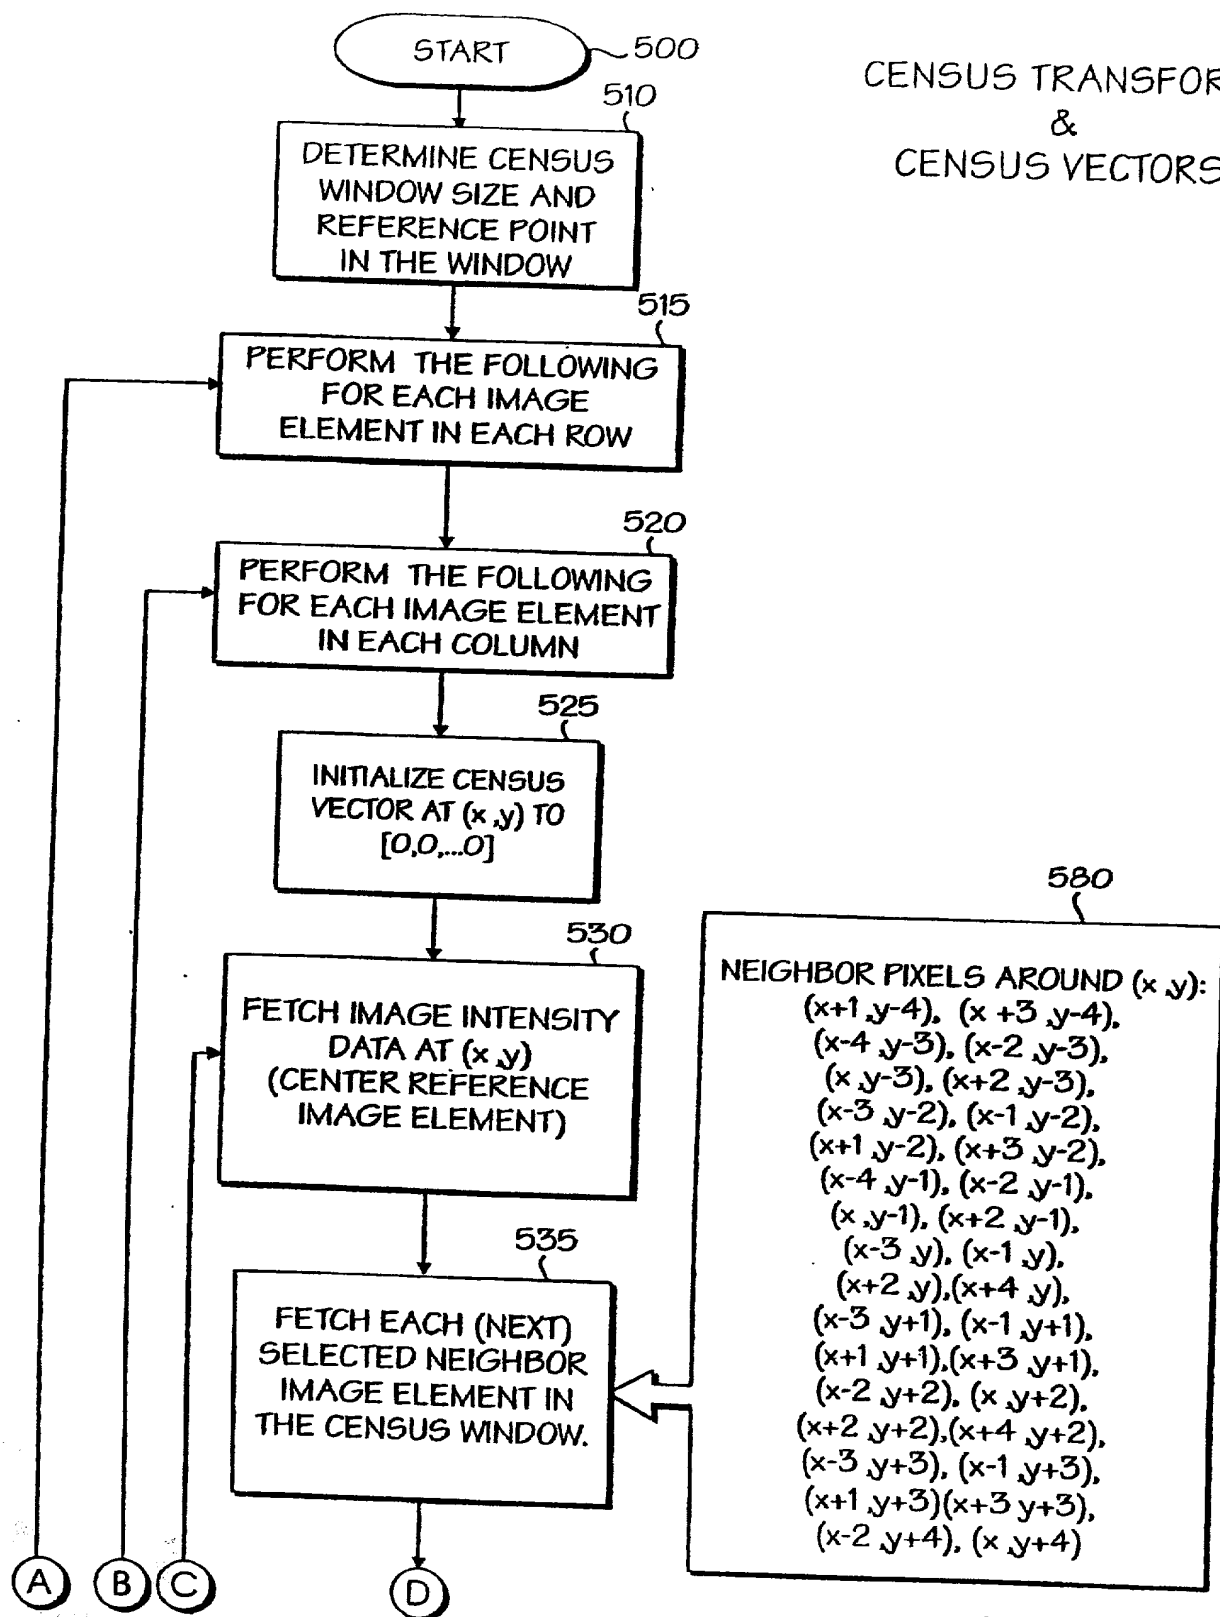 START
500
CENSUS TRANSFOR
&
CENSUS VECTORS
510
DETERMINE CENSUS
WINDOW SIZE AND
REFERENCE POINT
IN THE WINDOW
515
PERFORM THE FOLLOWING
FOR EACH IMAGE
ELEMENT IN EACH ROW
520
PERFORM THE FOLLOWING
FOR EACH IMAGE ELEMENT
IN EACH COLUMN
525
INITIALIZE CENSUS
VECTOR AT (x ,y) TO
[0,0,...0]
530
FETCH IMAGE INTENSITY
DATA AT (x ,y)
(CENTER REFERENCE
IMAGE ELEMENT)
535
FETCH EACH (NEXT)
SELECTED NEIGHBOR
IMAGE ELEMENT IN
THE CENSUS WINDOW.
580
NEIGHBOR PIXELS AROUND (x ,y):
(x+1 ,y-4), (x +3 ,y-4),
(x-4 ,y-3), (x-2 ,y-3),
(x ,y-3), (x+2 ,y-3),
(x-3 ,y-2), (x-1 ,y-2),
(x+1 ,y-2), (x+3 ,y-2),
(x-4 ,y-1), (x-2 ,y-1),
(x ,y-1), (x+2 ,y-1),
(x-3 ,y), (x-1 ,y),
(x+2 ,y),(x+4 ,y),
(x-3 ,y+1), (x-1 ,y+1),
(x+1 ,y+1),(x+3 ,y+1),
(x-2 ,y+2), (x ,y+2),
(x+2 ,y+2),(x+4 ,y+2),
(x-3 ,y+3), (x-1 ,y+3),
(x+1 ,y+3)(x+3 y+3),
(x-2 ,y+4), (x ,y+4)
A B C D